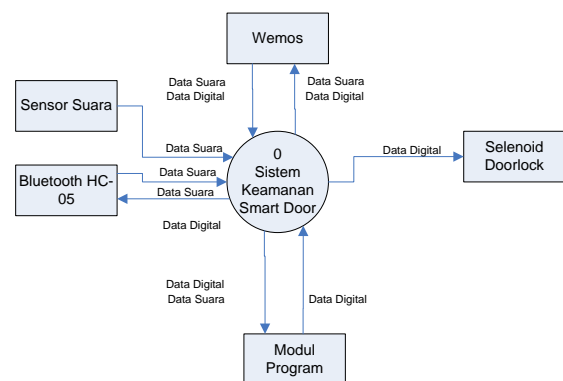 Wemos
Data Suara
Data Digital
Data Suara
Data Digital
Sensor Suara
Data Suara
0
Sistem
Keamanan
Smart Door
Data Digital
Selenoid
Doorlock
Bluetooth HC-
05
Data Suara
Data Suara
Data Digital
Data Digital
Data Suara
Data Digital
Modul
Program